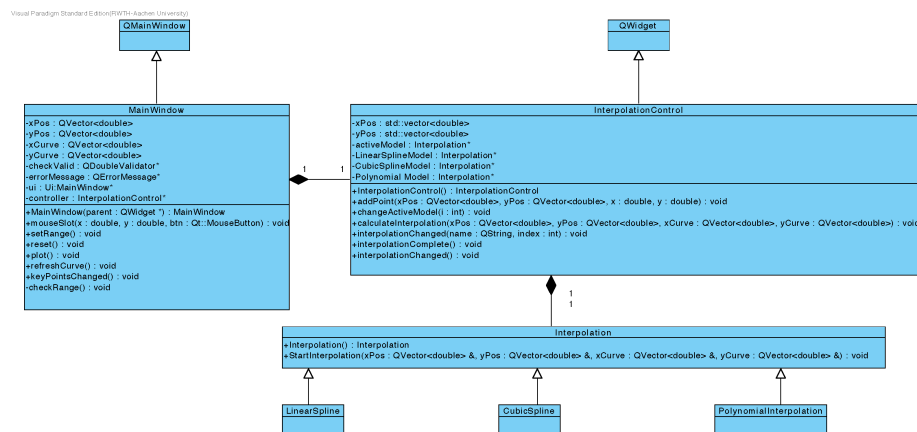 Visual Paradigm Standard Edition(RWTH-Aachen University)
QMainWindow
QWidget
MainWindow
-xPos : QVector<double>
-yPos : QVector<double>
-xCurve : QVector<double>
-yCurve : QVector<double>
-checkValid : QDoubleValidator*
-errorMessage : QErrorMessage*
-ui : Ui:MainWindow*
-controller : InterpolationControl*
+MainWindow(parent : QWidget *) : MainWindow
+mouseSlot(x : double, y : double, btn : Qt::MouseButton) : void
+setRange() : void
+reset() : void
+plot() : void
+refreshCurve() : void
+keyPointsChanged() : void
-checkRange() : void
1
1
InterpolationControl
-xPos : std::vector<double>
-yPos : std::vector<double>
-activeModel : Interpolation*
-LinearSplineModel : Interpolation*
-CubicSplineModel : Interpolation*
-Polynomial Model : Interpolation*
+InterpolationControl() : InterpolationControl
+addPoint(xPos : QVector<double>, yPos : QVector<double>, x : double, y : double) : void
+changeActiveModel(i : int) : void
+calculateInterpolation(xPos : QVector<double>, yPos : QVector<double>, xCurve : QVector<double>, yCurve : QVector<double>) : void
+interpolationChanged(name : QString, index : int) : void
+interpolationComplete() : void
+interpolationChanged() : void
1
1
Interpolation
+Interpolation() : Interpolation
+StartInterpolation(xPos : QVector<double> &, yPos : QVector<double> &, xCurve : QVector<double> &, yCurve : QVector<double> &) : void
LinearSpline
CubicSpline
PolynomialInterpolation